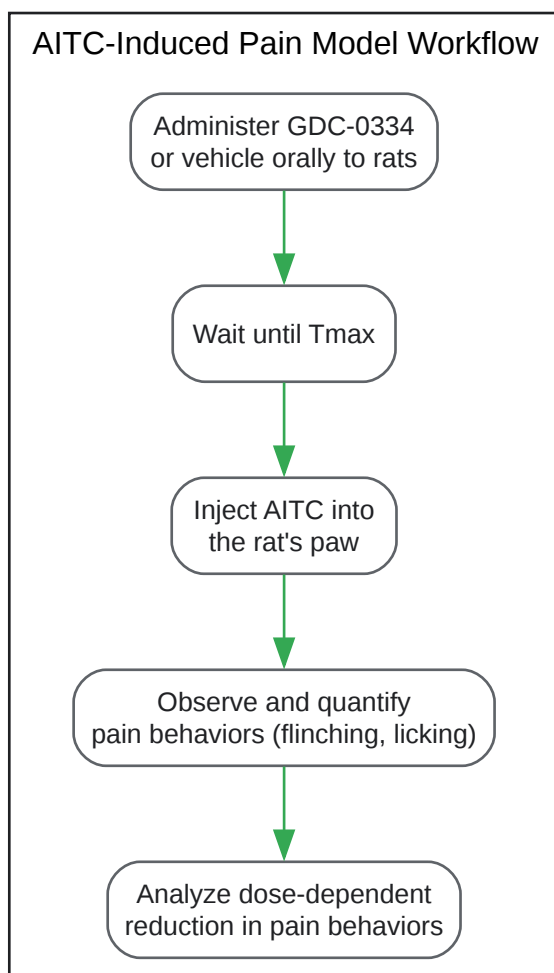 AITC-Induced Pain Model Workflow
Administer GDC-0334
or vehicle orally to rats
Wait until Tmax
Inject AITC into
the rat's paw
Observe and quantify
pain behaviors (flinching, licking)
Analyze dose-dependent
reduction in pain behaviors